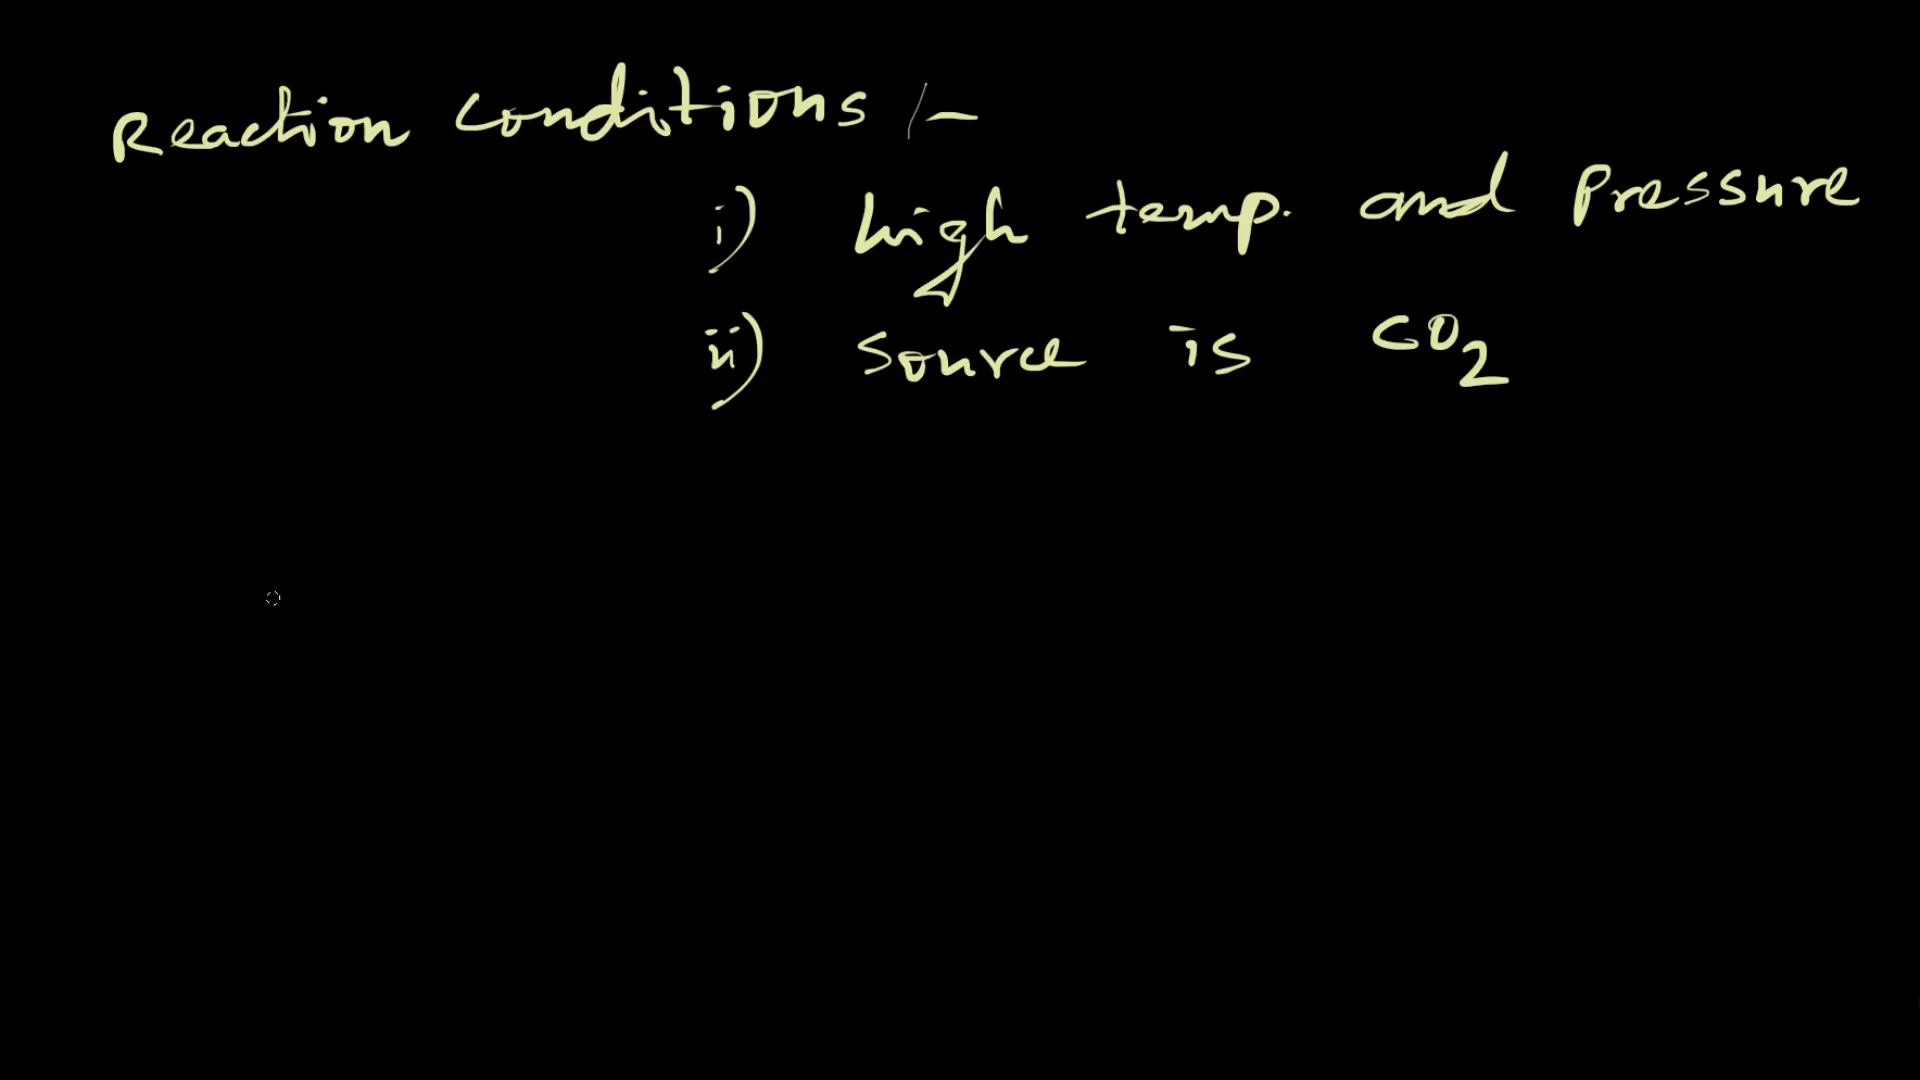 Reaction conditions :-
i) high temp. and pressure
ii) source is CO2